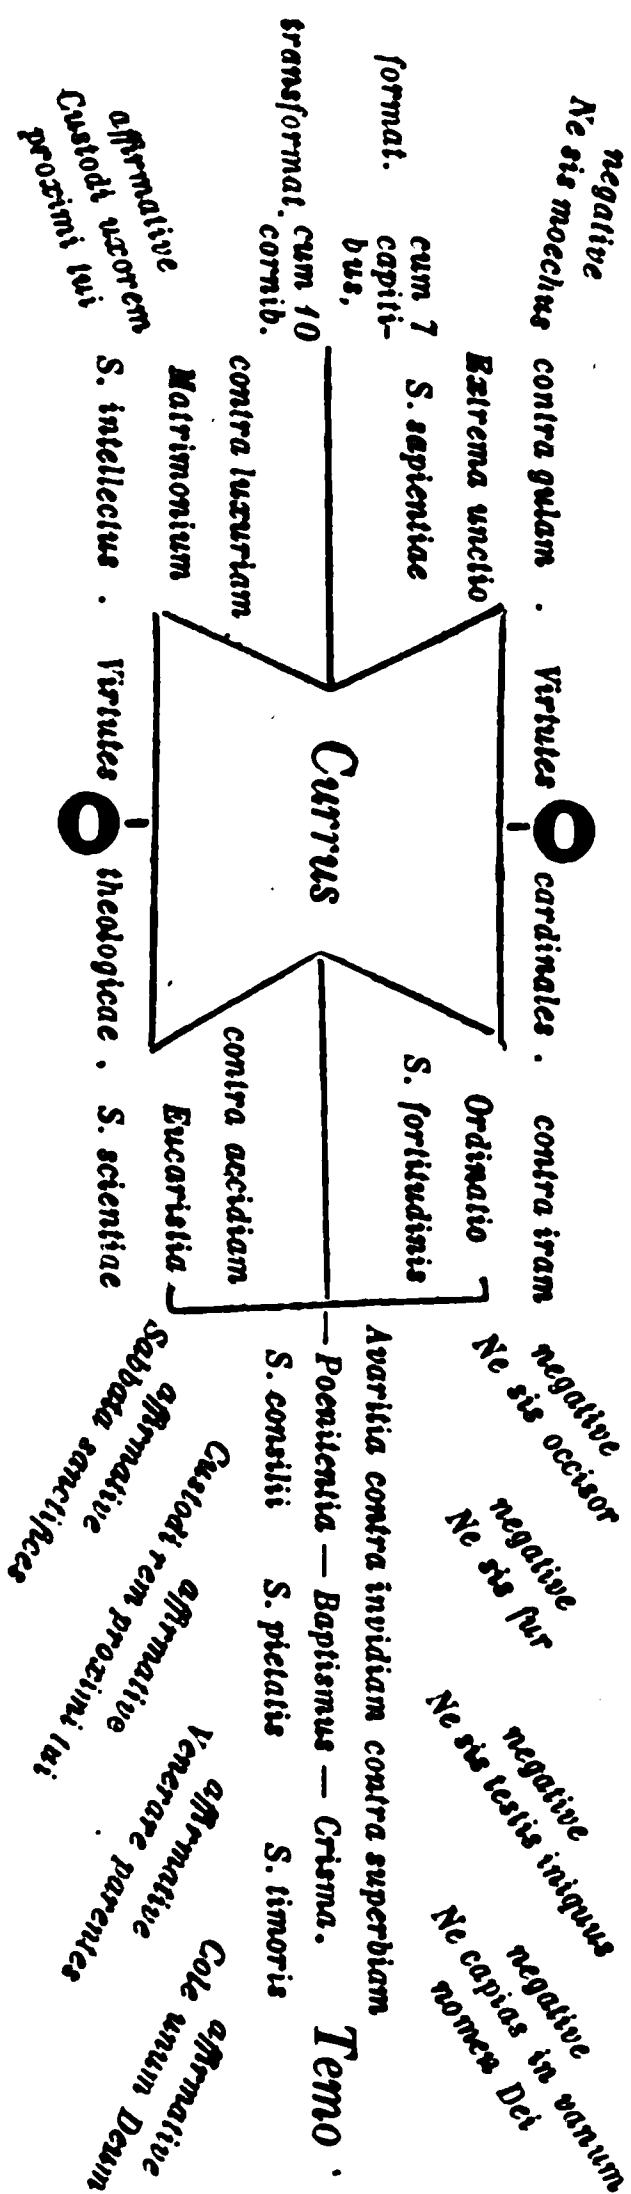 negative
Ne sis moechus
negative
Ne sis occisor
negative
Ne sis fur
negative
Ne sis testis iniquus
negative
Ne capias in vanum
nomen Dei
contra gulam . Virtutes O cardinales . contra iram
Extrema unctio
S. sapientiae
Ordinatio
S. fortitudinis
format.
cum 7
capiti-
bus,
transformat.
cum 10
cornib.
Currus
Avaritia contra invidiam contra superbiam
Poenitentia — Baptismus — Crisma.
S. consilii S. pietatis S. timoris
Temo.
contra luxuriam
Matrimonium
contra accidiam
Eucaristia
S. intellectus . Virtutes O theologicae . S. scientiae
affirmative
Custodi uxorem
proximi tui
affirmative
Sabbata sanctifices
affirmative
Custodi rem proximi tui
affirmative
Venerare parentes
affirmative
Cole unum Deum